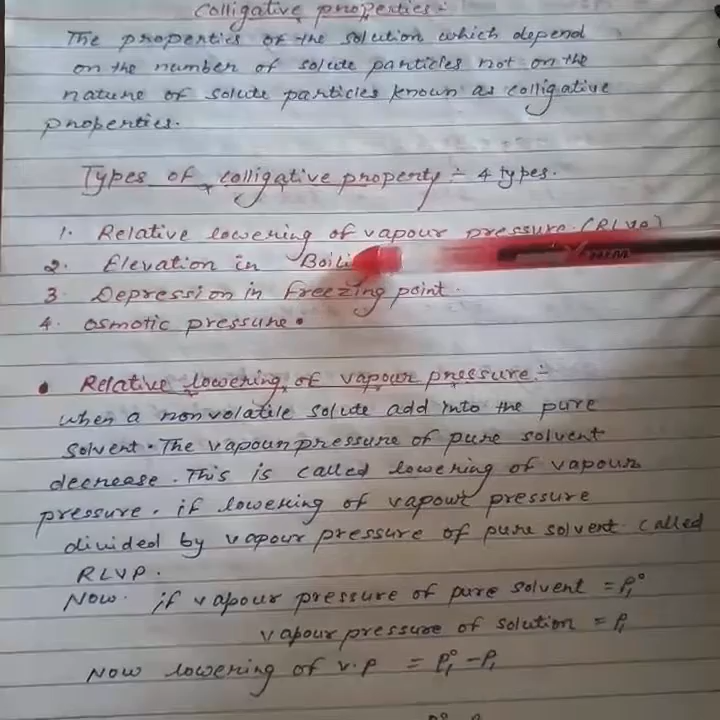 Colligative properties:-
The properties of the solution which depend
on the number of solute particles not on the
nature of solute particles known as colligative
properties.
Types of colligative property :- 4 types.
1. Relative lowering of vapour pressure. (RLVP)
2. Elevation in Boili
3. Depression in freezing point.
4. Osmotic pressure.
• Relative lowering of vapour pressure :-
when a nonvolatile solute add into the pure
solvent. The vapour pressure of pure solvent
decrease. This is called lowering of vapour
pressure. if lowering of vapour pressure
divided by vapour pressure of pure solvent called
RLVP.
Now. if vapour pressure of pure solvent = P₁°
vapour pressure of solution = P₁
Now lowering of v.p = P₁° - P₁